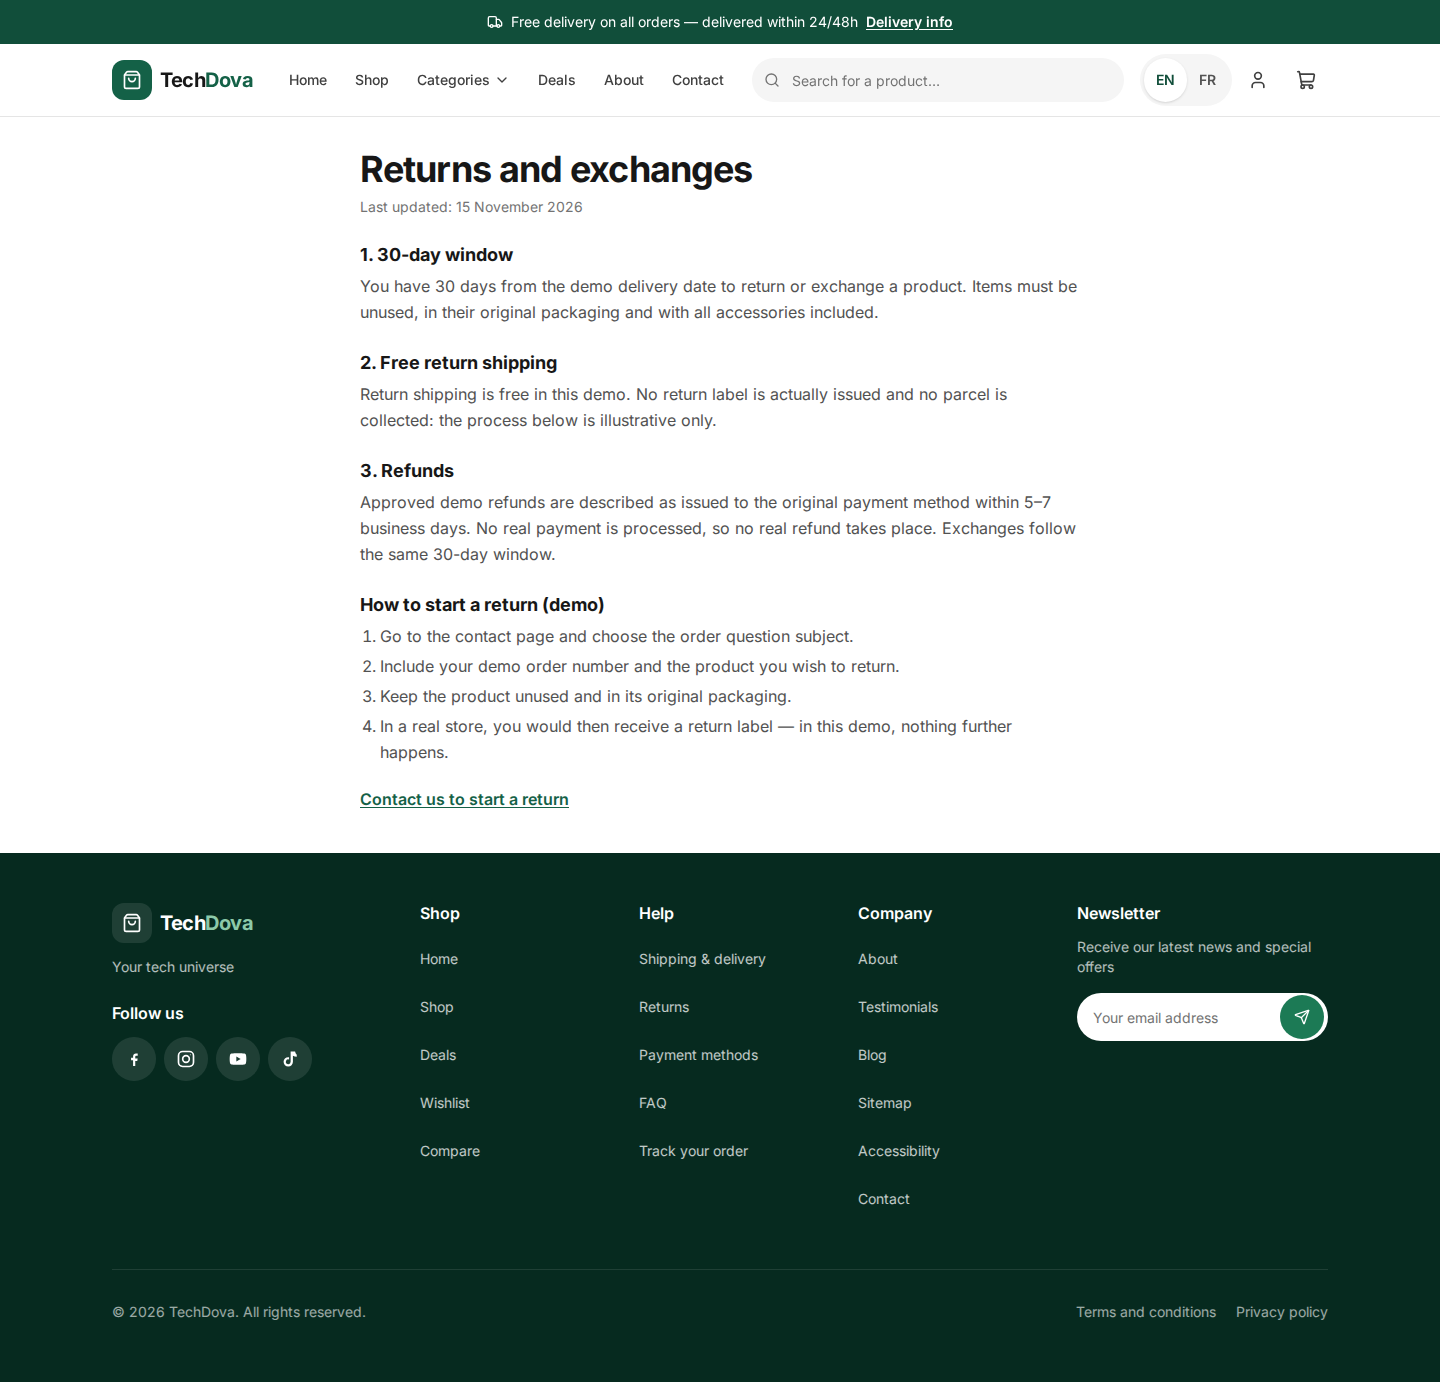 Free delivery on all orders — delivered within 24/48h Delivery info
TechDova
Home
Shop
Categories
Deals
About
Contact
Search for a product...
EN
FR
Returns and exchanges
Last updated: 15 November 2026
1. 30-day window
You have 30 days from the demo delivery date to return or exchange a product. Items must be
unused, in their original packaging and with all accessories included.
2. Free return shipping
Return shipping is free in this demo. No return label is actually issued and no parcel is
collected: the process below is illustrative only.
3. Refunds
Approved demo refunds are described as issued to the original payment method within 5–7
business days. No real payment is processed, so no real refund takes place. Exchanges follow
the same 30-day window.
How to start a return (demo)
1. Go to the contact page and choose the order question subject.
2. Include your demo order number and the product you wish to return.
3. Keep the product unused and in its original packaging.
4. In a real store, you would then receive a return label — in this demo, nothing further
happens.
Contact us to start a return
TechDova
Your tech universe
Follow us
Shop
Home
Shop
Deals
Wishlist
Compare
Help
Shipping & delivery
Returns
Payment methods
FAQ
Track your order
Company
About
Testimonials
Blog
Sitemap
Accessibility
Contact
Newsletter
Receive our latest news and special
offers
Your email address
© 2026 TechDova. All rights reserved.
Terms and conditions
Privacy policy